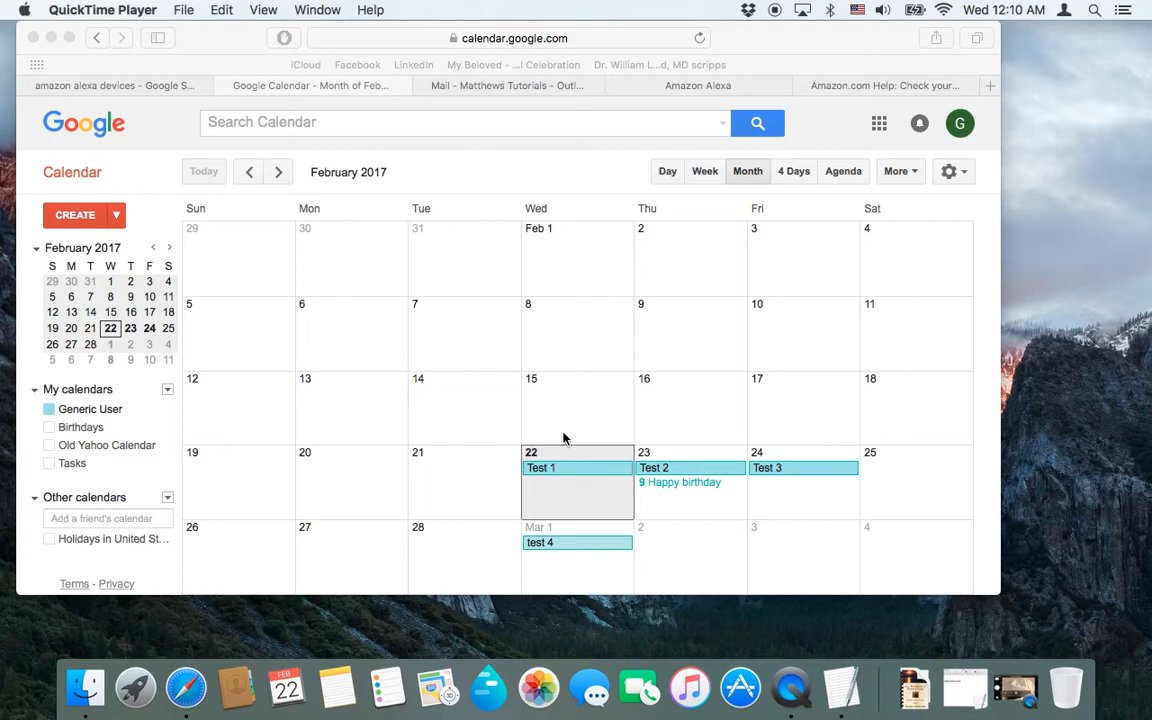 QuickTime Player File Edit View Window Help Wed 12:10 AM
calendar.google.com
iCloud Facebook LinkedIn My Beloved - ...l Celebration Dr. William L...d, MD scripps
amazon alexa devices - Google S... Google Calendar - Month of Feb... Mail - Matthews Tutorials - Outl... Amazon Alexa Amazon.com Help: Check your...
Google Search Calendar G
Calendar Today February 2017 Day Week Month 4 Days Agenda More
CREATE
Sun Mon Tue Wed Thu Fri Sat
29 30 31 Feb 1 2 3 4
5 6 7 8 9 10 11
12 13 14 15 16 17 18
19 20 21 22 23 24 25
Test 1 Test 2 Test 3
9 Happy birthday
26 27 28 Mar 1 2 3 4
test 4
February 2017
S M T W T F S
29 30 31 1 2 3 4
5 6 7 8 9 10 11
12 13 14 15 16 17 18
19 20 21 22 23 24 25
26 27 28 1 2 3 4
5 6 7 8 9 10 11
My calendars
Generic User
Birthdays
Old Yahoo Calendar
Tasks
Other calendars
Add a friend's calendar
Holidays in United St...
Terms - Privacy
FEB
22